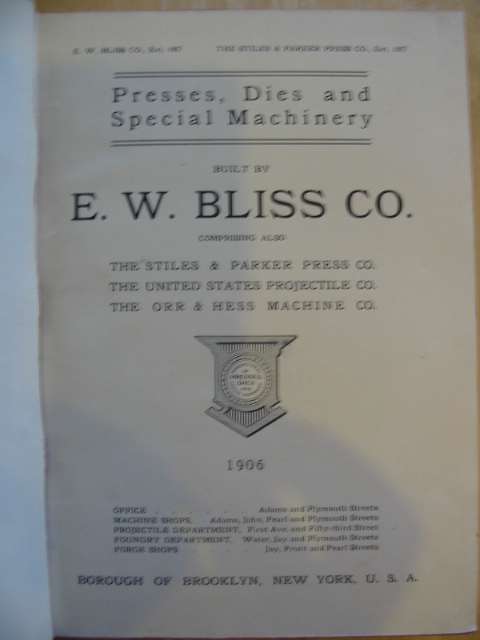 E. W. BLISS CO., Est. 1857 THE STILES & PARKER PRESS CO., Est. 1857
Presses, Dies and
Special Machinery
BUILT BY
E. W. BLISS CO.
COMPRISING ALSO
THE STILES & PARKER PRESS CO.
THE UNITED STATES PROJECTILE CO.
THE ORR & HESS MACHINE CO.
1906
OFFICE . . . . . . . Adams and Plymouth Streets
MACHINE SHOPS, Adams, John, Pearl and Plymouth Streets
PROJECTILE DEPARTMENT, First Ave. and Fifty-third Street
FOUNDRY DEPARTMENT, Water, Jay and Plymouth Streets
FORGE SHOPS . . . Jay, Front and Pearl Streets
BOROUGH OF BROOKLYN, NEW YORK, U. S. A.